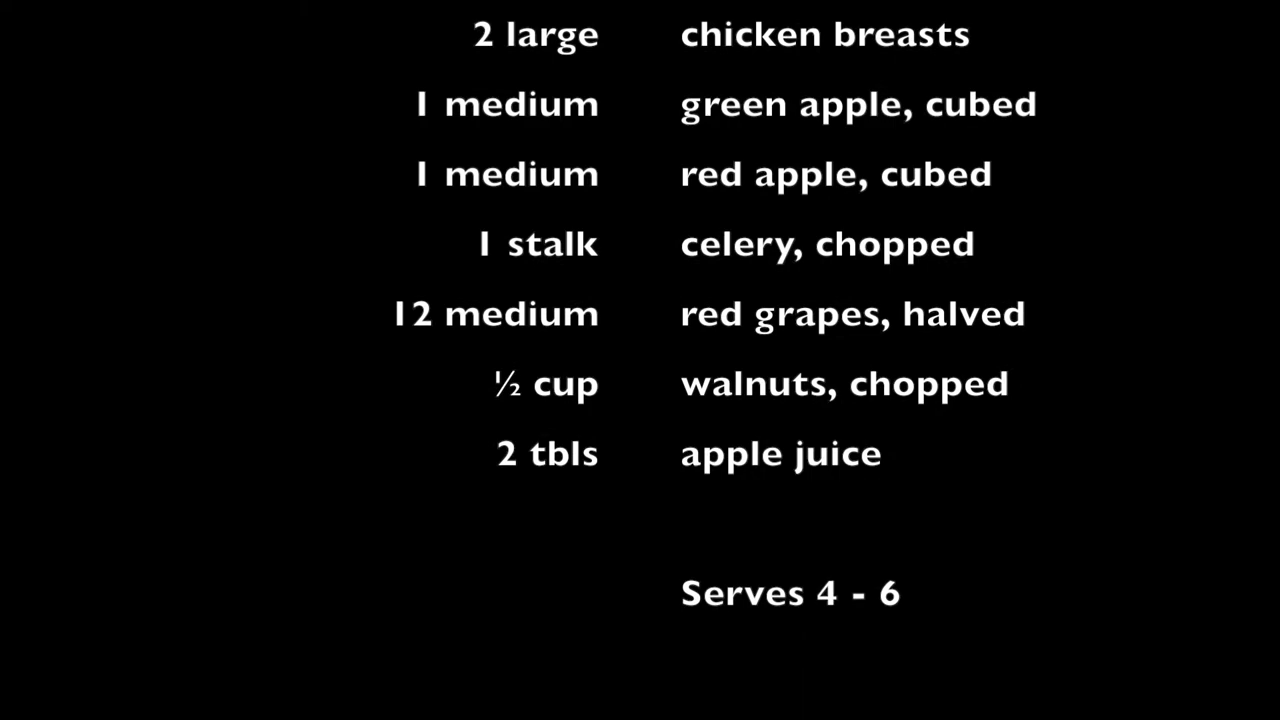 2 large chicken breasts
1 medium green apple, cubed
1 medium red apple, cubed
1 stalk celery, chopped
12 medium red grapes, halved
½ cup walnuts, chopped
2 tbls apple juice
Serves 4 - 6